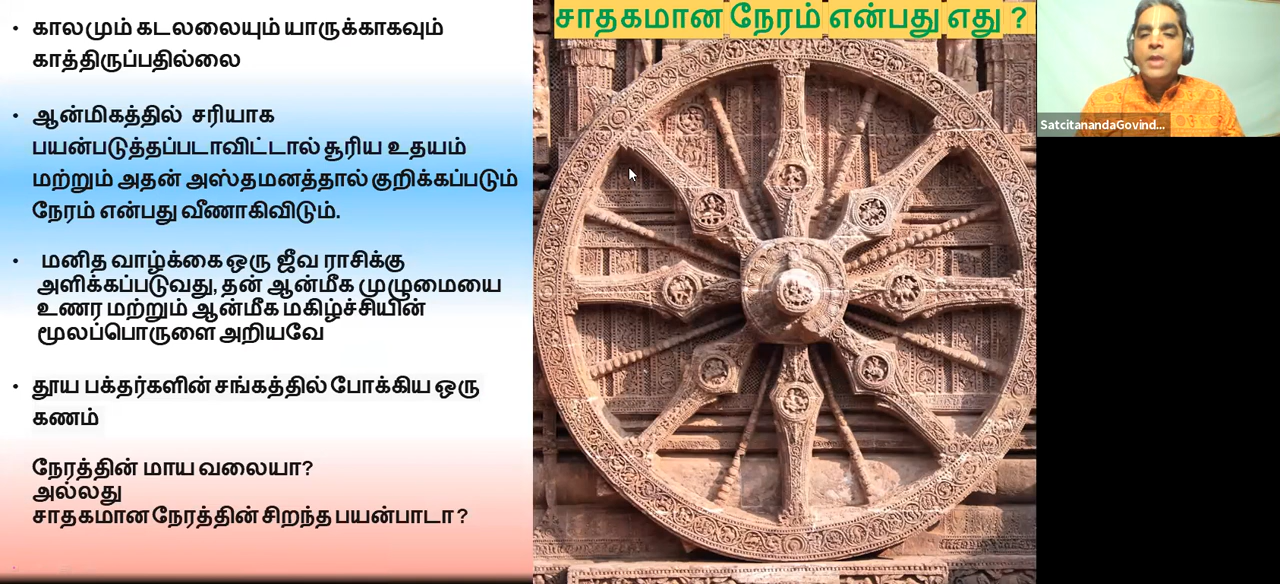 சாதகமான நேரம் என்பது எது ?
• காலமும் கடலலையும் யாருக்காகவும்
காத்திருப்பதில்லை
• ஆன்மிகத்தில் சரியாக
பயன்படுத்தப்படாவிட்டால் சூரிய உதயம்
மற்றும் அதன் அஸ்தமனத்தால் குறிக்கப்படும்
நேரம் என்பது வீணாகிவிடும்.
• மனித வாழ்க்கை ஒரு ஜீவ ராசிக்கு
அளிக்கப்படுவது, தன் ஆன்மீக முழுமையை
உணர மற்றும் ஆன்மீக மகிழ்ச்சியின்
மூலப்பொருளை அறியவே
• தூய பக்தர்களின் சங்கத்தில் போக்கிய ஒரு
கணம்
நேரத்தின் மாய வலையா?
அல்லது
சாதகமான நேரத்தின் சிறந்த பயன்பாடா ?
SatcitanandaGovind...